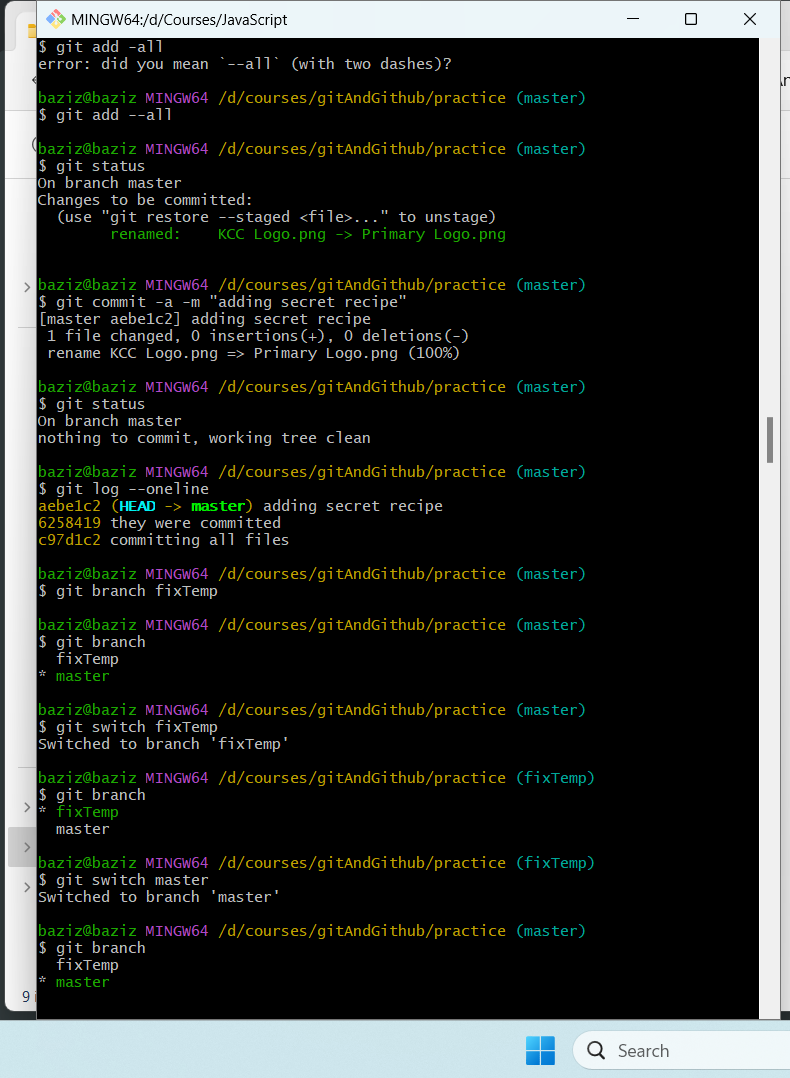 MINGW64:/d/Courses/JavaScript
$ git add -all
error: did you mean `--all` (with two dashes)?
baziz@baziz MINGW64 /d/courses/gitAndGithub/practice (master)
$ git add --all
baziz@baziz MINGW64 /d/courses/gitAndGithub/practice (master)
$ git status
On branch master
Changes to be committed:
  (use "git restore --staged <file>..." to unstage)
        renamed:    KCC Logo.png -> Primary Logo.png
baziz@baziz MINGW64 /d/courses/gitAndGithub/practice (master)
$ git commit -a -m "adding secret recipe"
[master aebe1c2] adding secret recipe
 1 file changed, 0 insertions(+), 0 deletions(-)
 rename KCC Logo.png => Primary Logo.png (100%)
baziz@baziz MINGW64 /d/courses/gitAndGithub/practice (master)
$ git status
On branch master
nothing to commit, working tree clean
baziz@baziz MINGW64 /d/courses/gitAndGithub/practice (master)
$ git log --oneline
aebe1c2 (HEAD -> master) adding secret recipe
6258419 they were committed
c97d1c2 committing all files
baziz@baziz MINGW64 /d/courses/gitAndGithub/practice (master)
$ git branch fixTemp
baziz@baziz MINGW64 /d/courses/gitAndGithub/practice (master)
$ git branch
  fixTemp
* master
baziz@baziz MINGW64 /d/courses/gitAndGithub/practice (master)
$ git switch fixTemp
Switched to branch 'fixTemp'
baziz@baziz MINGW64 /d/courses/gitAndGithub/practice (fixTemp)
$ git branch
* fixTemp
  master
baziz@baziz MINGW64 /d/courses/gitAndGithub/practice (fixTemp)
$ git switch master
Switched to branch 'master'
baziz@baziz MINGW64 /d/courses/gitAndGithub/practice (master)
$ git branch
  fixTemp
* master
9
Search